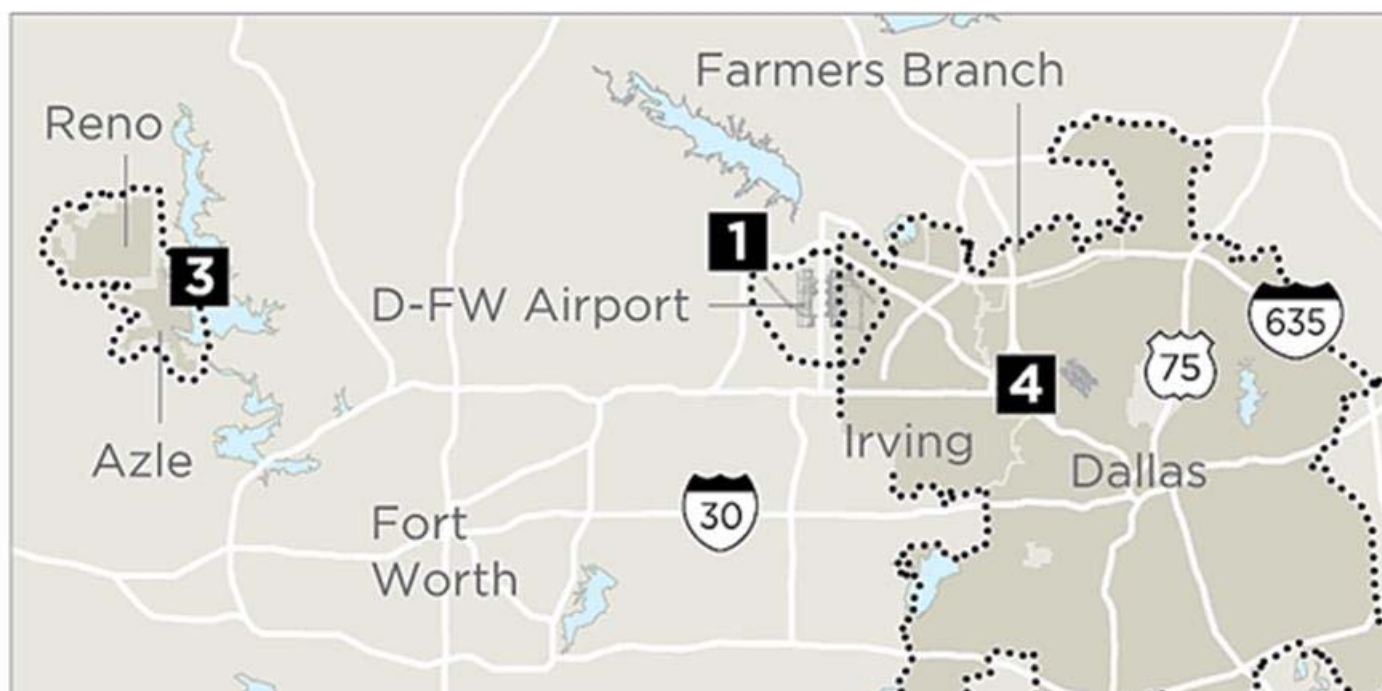 Farmers Branch
Reno
1
3
D-FW Airport
635
75
4
Irving
Azle
Dallas
30
Fort
Worth